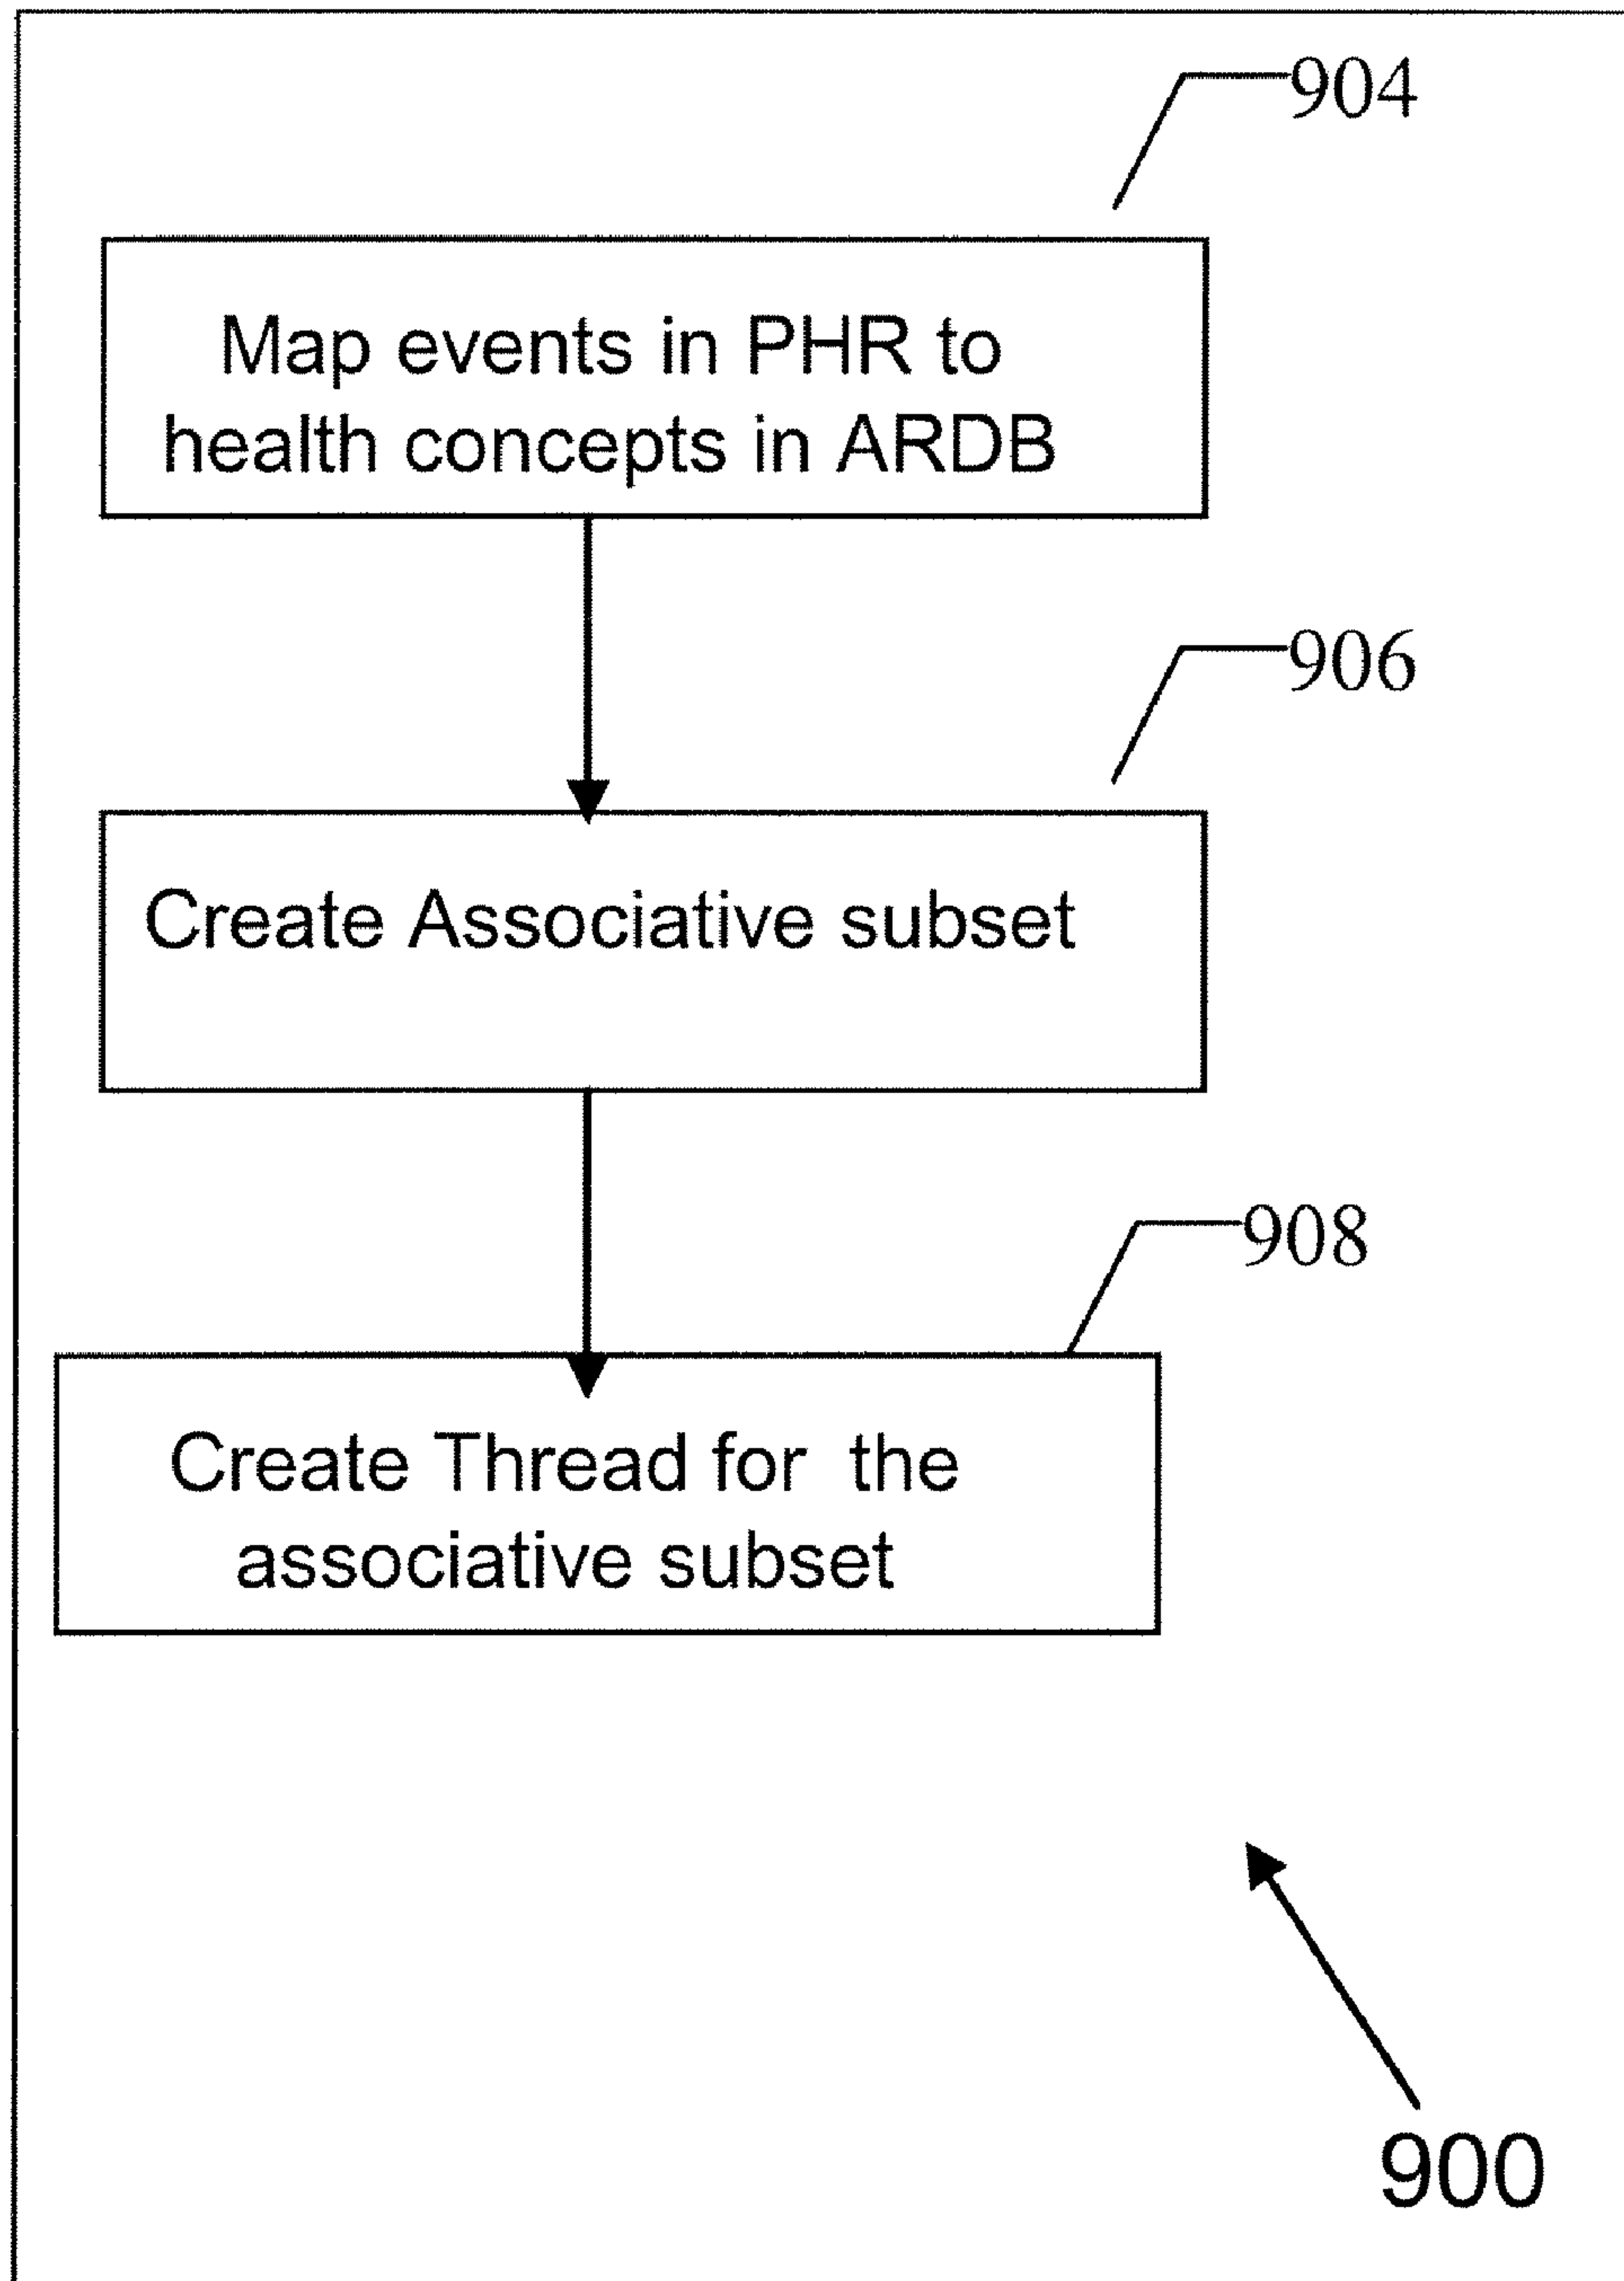 904
Map events in PHR to
health concepts in ARDB
906
Create Associative subset
908
Create Thread for the
associative subset
900